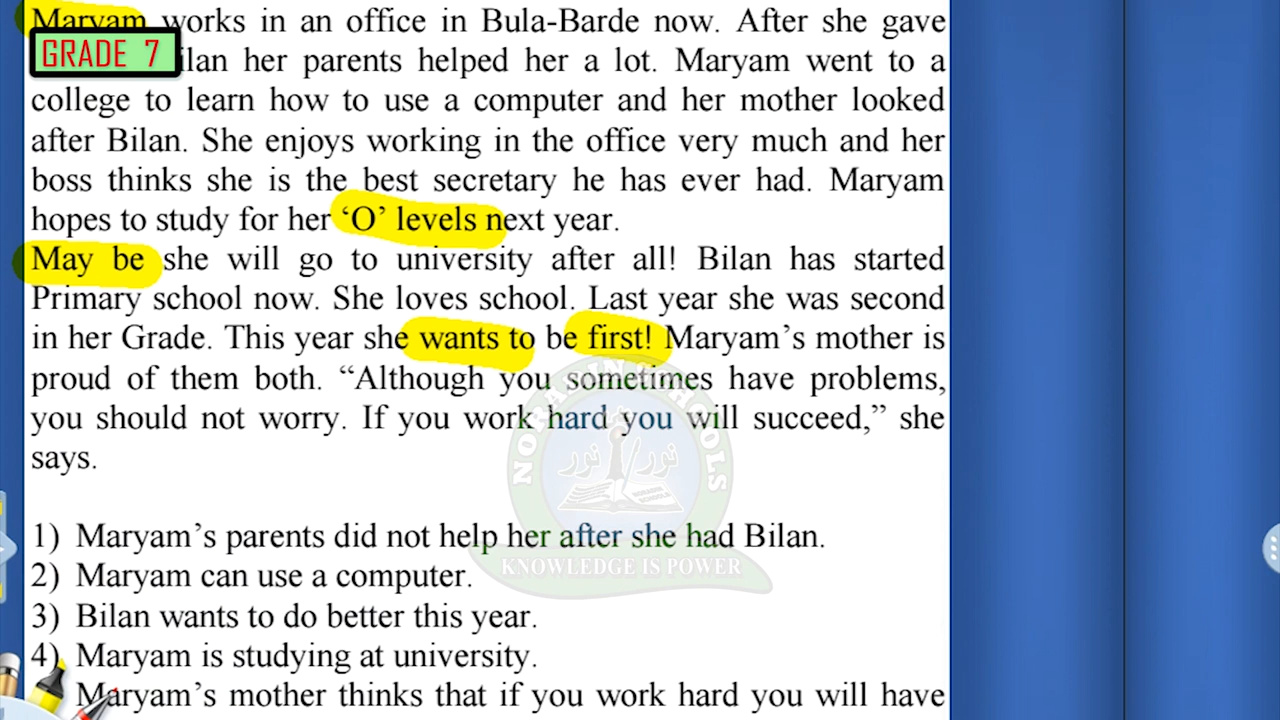 Maryam works in an office in Bula-Barde now. After she gave
GRADE 7
ilan her parents helped her a lot. Maryam went to a
college to learn how to use a computer and her mother looked
after Bilan. She enjoys working in the office very much and her
boss thinks she is the best secretary he has ever had. Maryam
hopes to study for her ‘O’ levels next year.
May be she will go to university after all! Bilan has started
Primary school now. She loves school. Last year she was second
in her Grade. This year she wants to be first! Maryam’s mother is
proud of them both. “Although you sometimes have problems,
you should not worry. If you work hard you will succeed,” she
says.
NORADIN SCHOOLS
نور نور
KNOWLEDGE IS POWER
1) Maryam’s parents did not help her after she had Bilan.
2) Maryam can use a computer.
3) Bilan wants to do better this year.
4) Maryam is studying at university.
Maryam’s mother thinks that if you work hard you will have